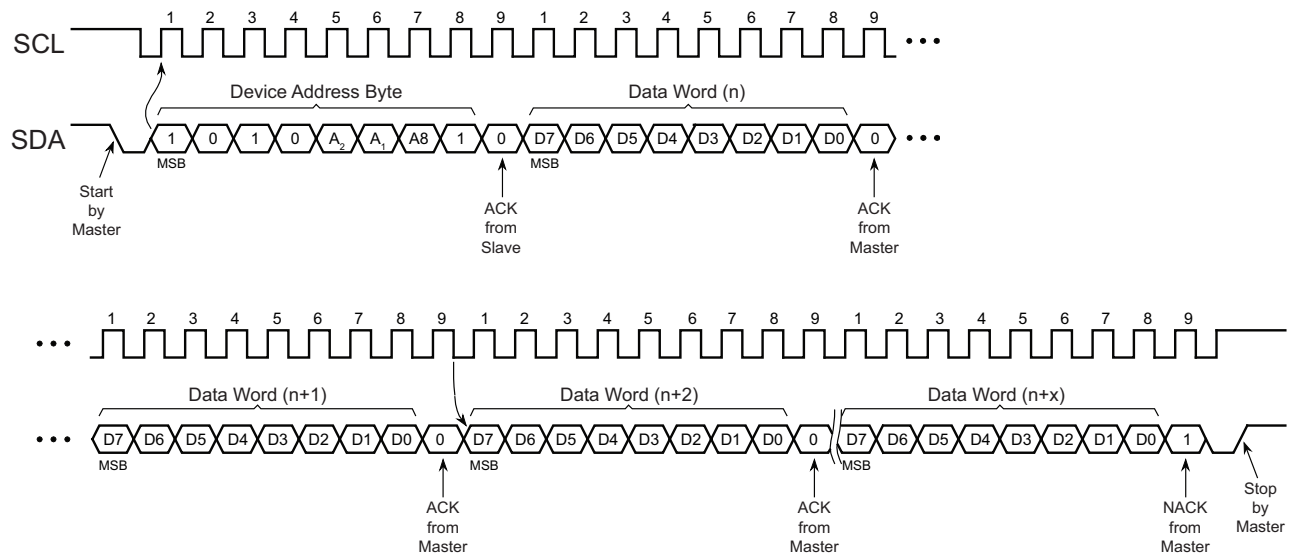 1 2 3 4 5 6 7 8 9 1 2 3 4 5 6 7 8 9
SCL
Device Address Byte Data Word (n)
SDA 1 0 1 0 A₂ A₁ A8 1 0 D7 D6 D5 D4 D3 D2 D1 D0 0
MSB MSB
Start
by
Master
ACK
from
Slave
ACK
from
Master
1 2 3 4 5 6 7 8 9 1 2 3 4 5 6 7 8 9 1 2 3 4 5 6 7 8 9
Data Word (n+1) Data Word (n+2) Data Word (n+x)
D7 D6 D5 D4 D3 D2 D1 D0 0 D7 D6 D5 D4 D3 D2 D1 D0 0 D7 D6 D5 D4 D3 D2 D1 D0 1
MSB MSB MSB
ACK
from
Master
ACK
from
Master
NACK
from
Master
Stop
by
Master